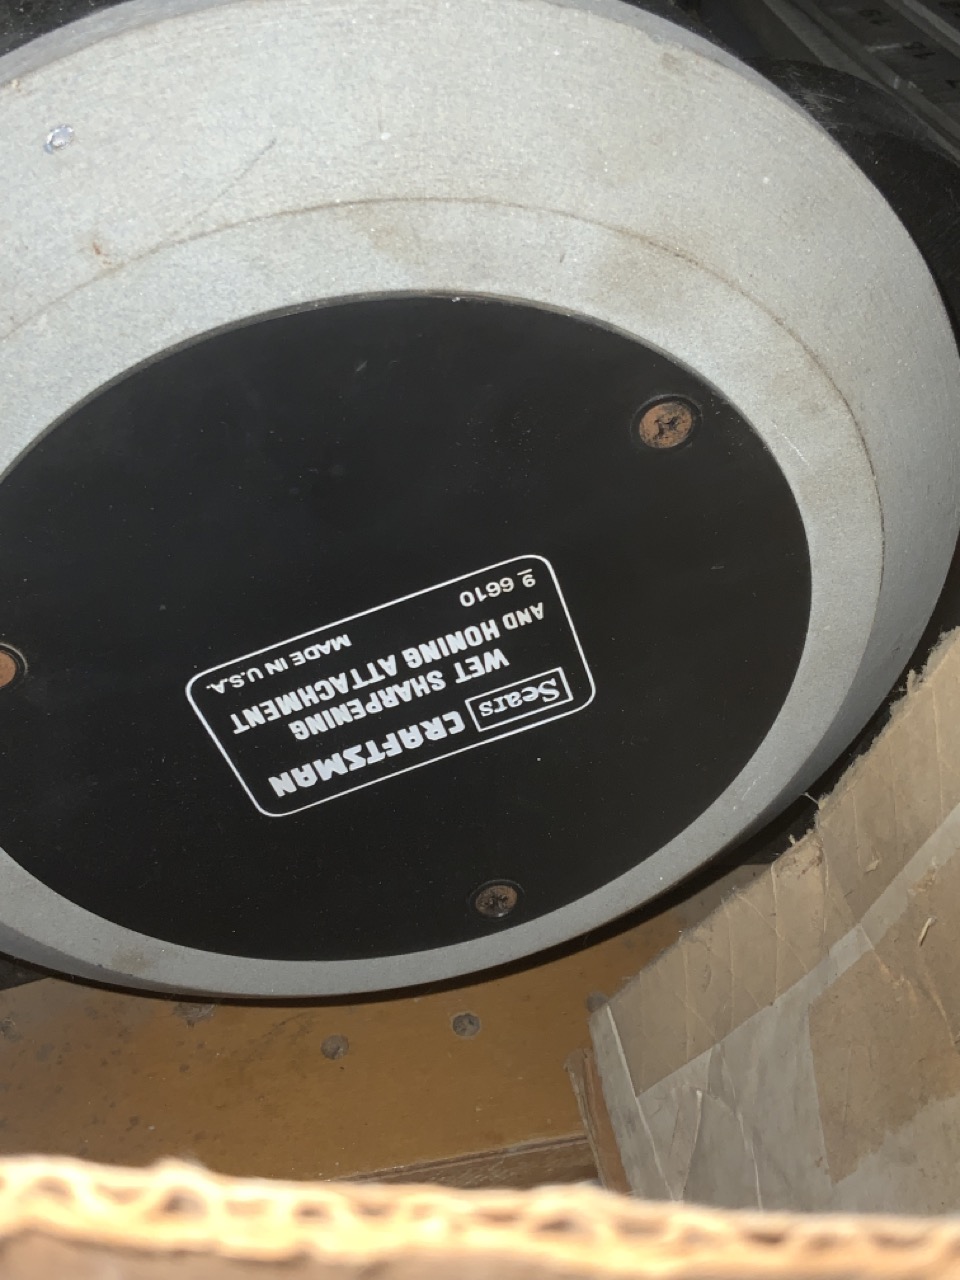 Sears CRAFTSMAN
WET SHARPENING
AND HONING ATTACHMENT
9 6610 MADE IN U.S.A.